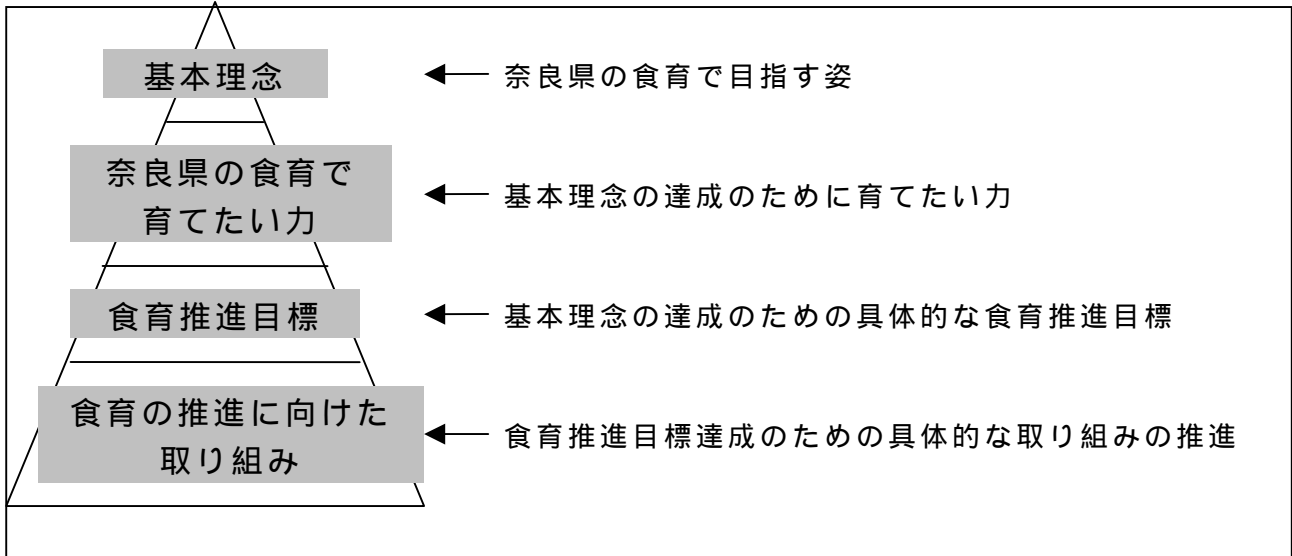 基本理念
奈良県の食育で目指す姿
奈良県の食育で
育てたい力
基本理念の達成のために育てたい力
食育推進目標
基本理念の達成のための具体的な食育推進目標
食育の推進に向けた
取り組み
食育推進目標達成のための具体的な取り組みの推進